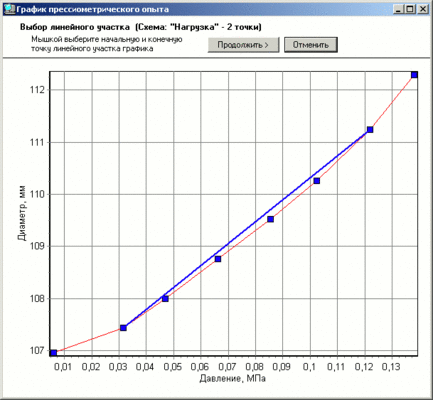 График прессиометрического опыта
Выбор линейного участка (Схема: "Нагрузка" - 2 точки)
Мышкой выберите начальную и конечную
точку линейного участка графика
Продолжить >
Отменить
112
111
110
109
108
107
Диаметр, мм
0,01 0,02 0,03 0,04 0,05 0,06 0,07 0,08 0,09 0,1 0,11 0,12 0,13
Давление, МПа